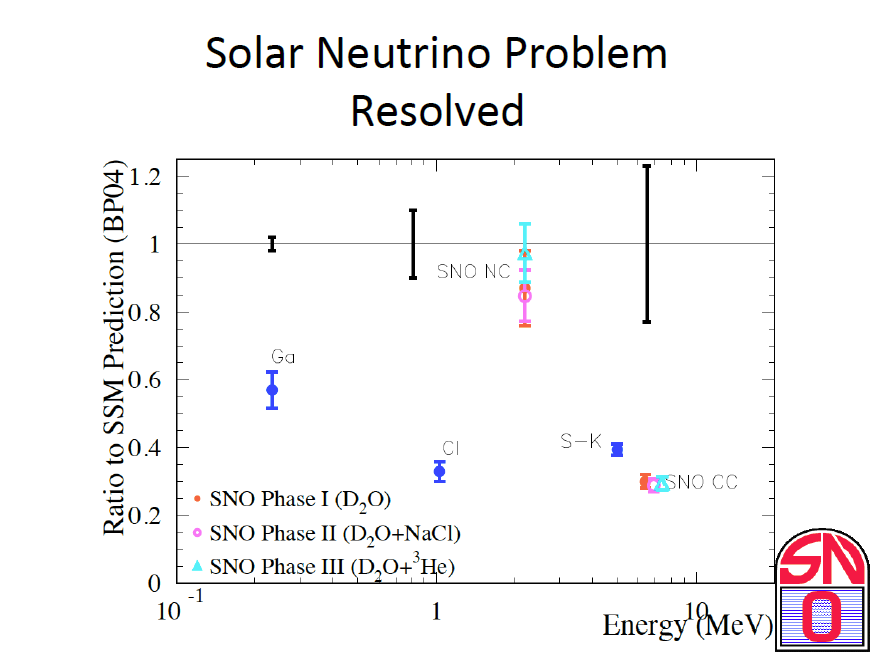 Solar Neutrino Problem
Resolved
Ratio to SSM Prediction (BP04)
1.2
1
0.8
0.6
0.4
0.2
0
SNO NC
Ga
Cl
S-K
SNO CC
SNO Phase I (D₂O)
SNO Phase II (D₂O+NaCl)
SNO Phase III (D₂O+³He)
10⁻¹
1
10
Energy (MeV)
SNO